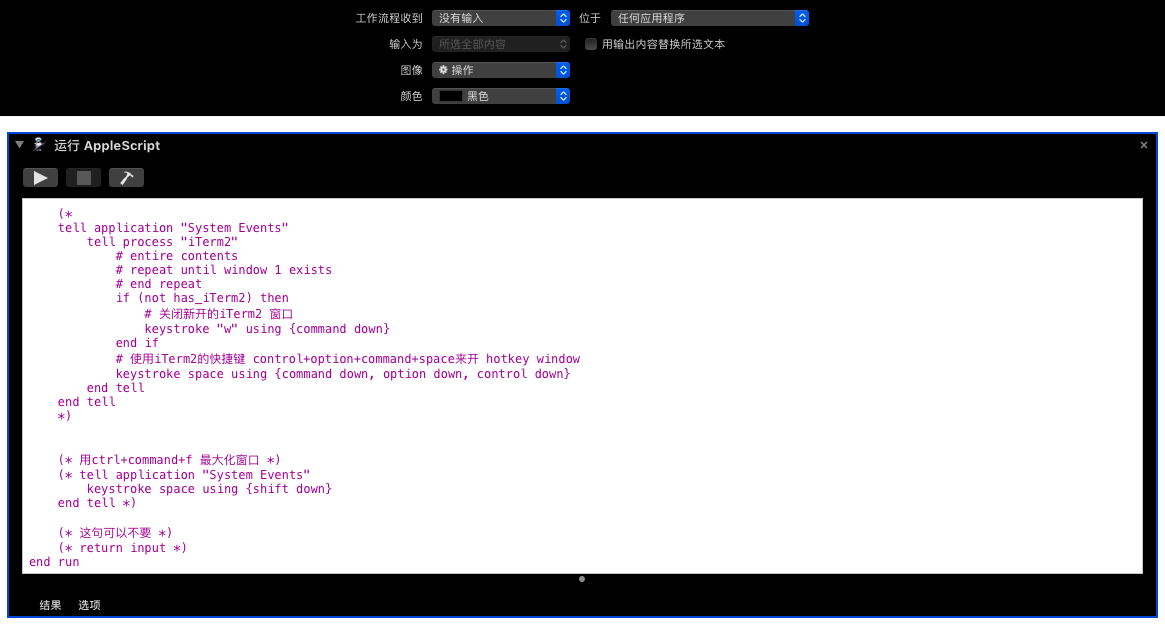 工作流程收到 没有输入 位于 任何应用程序
输入为 所选全部内容 用输出内容替换所选文本
图像 操作
颜色 黑色
运行 AppleScript
(*
tell application "System Events"
tell process "iTerm2"
# entire contents
# repeat until window 1 exists
# end repeat
if (not has_iTerm2) then
# 关闭新开的iTerm2 窗口
keystroke "w" using {command down}
end if
# 使用iTerm2的快捷键 control+option+command+space来开 hotkey window
keystroke space using {command down, option down, control down}
end tell
end tell
*)
(* 用ctrl+command+f 最大化窗口 *)
(* tell application "System Events"
keystroke space using {shift down}
end tell *)
(* 这句可以不要 *)
(* return input *)
end run
结果 选项